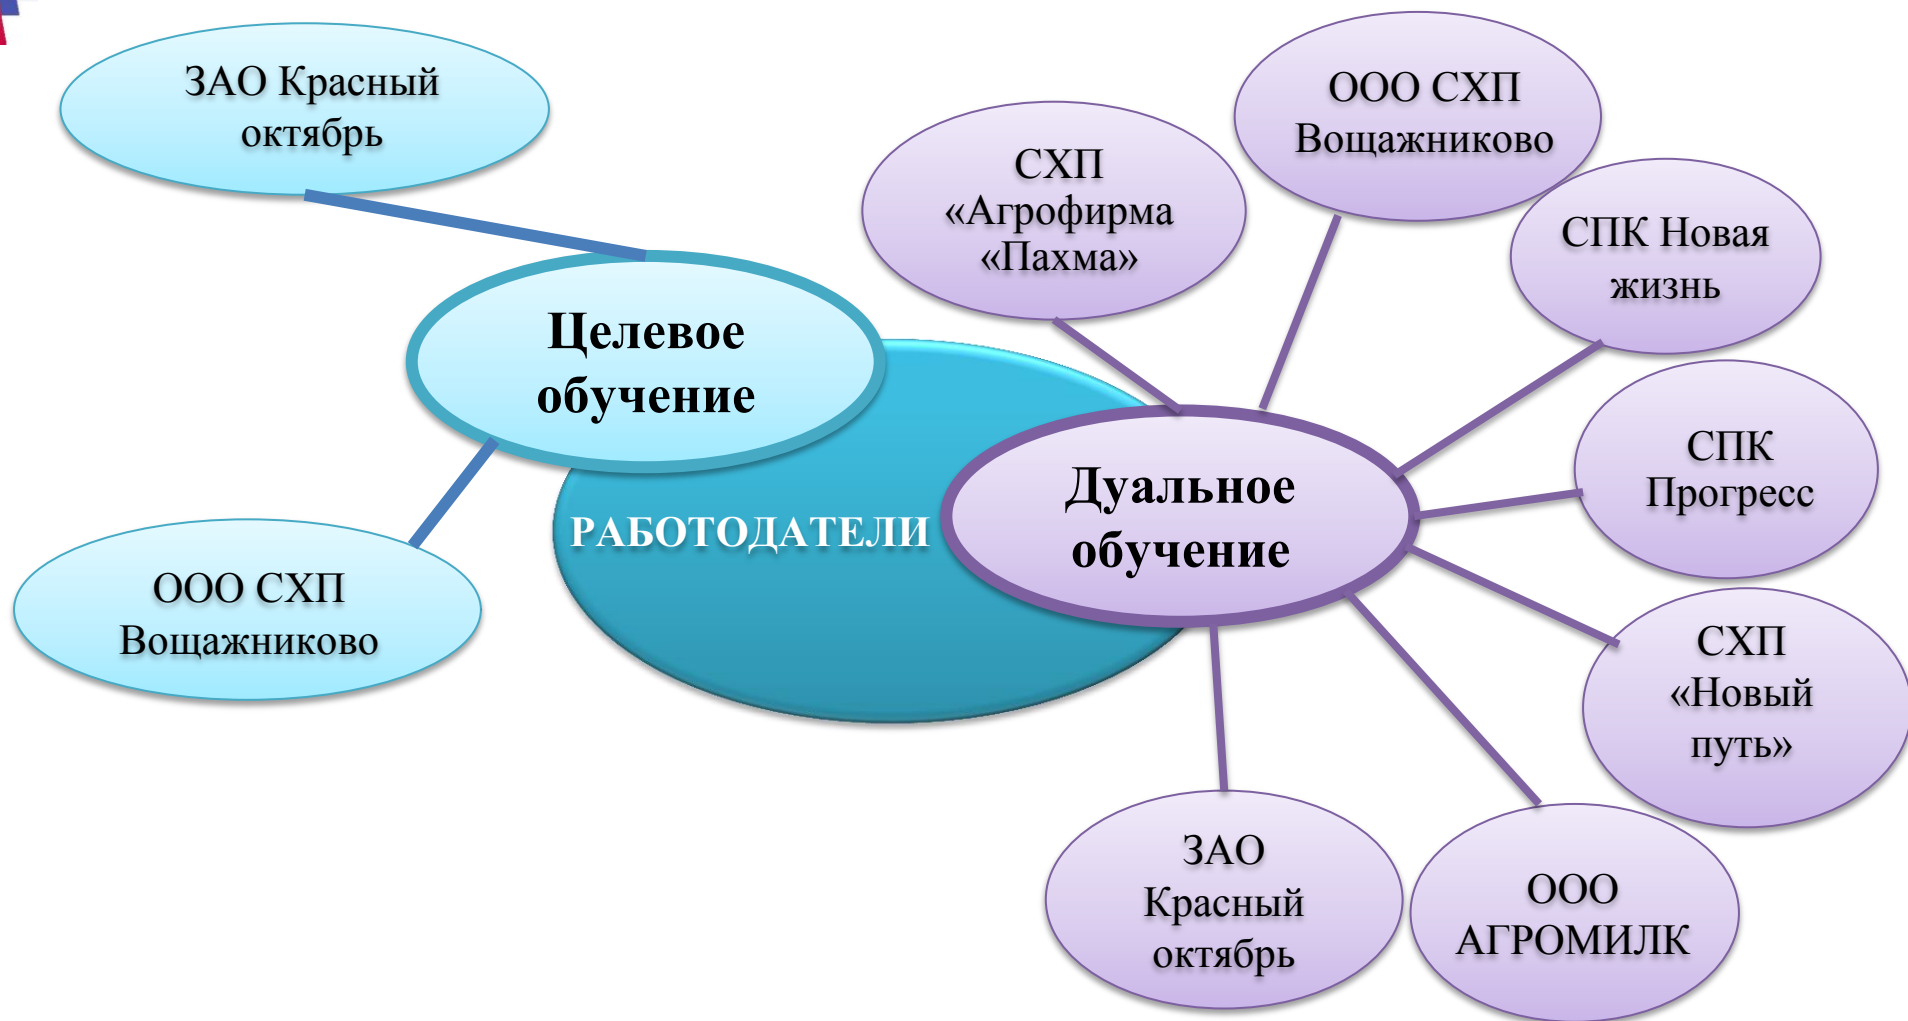 ЗАО Красный
октябрь
Целевое
обучение
ООО СХП
Вощажниково
РАБОТОДАТЕЛИ
СХП
«Агрофирма
«Пахма»
ООО СХП
Вощажниково
СПК Новая
жизнь
Дуальное
обучение
СПК
Прогресс
СХП
«Новый
путь»
ЗАО
Красный
октябрь
ООО
АГРОМИЛК